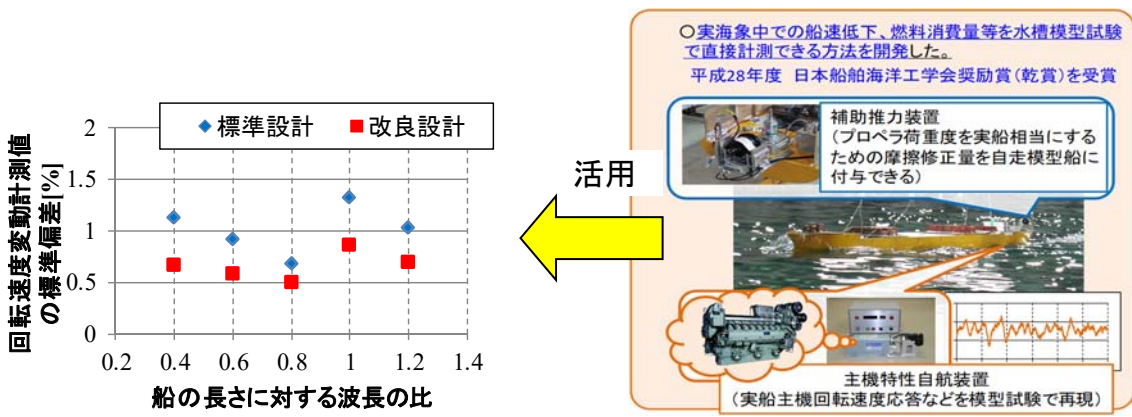 回転速度変動計測値
の標準偏差[%]
◆標準設計 ■改良設計
2
1.5
1
0.5
0
0.2 0.4 0.6 0.8 1 1.2 1.4
船の長さに対する波長の比
活用
○実海象中での船速低下、燃料消費量等を水槽模型試験
で直接計測できる方法を開発した。
平成28年度 日本船舶海洋工学会奨励賞(乾賞)を受賞
補助推力装置
(プロペラ荷重度を実船相当にする
ための摩擦修正量を自走模型船に
付与できる)
主機特性自航装置
(実船主機回転速度応答などを模型試験で再現)